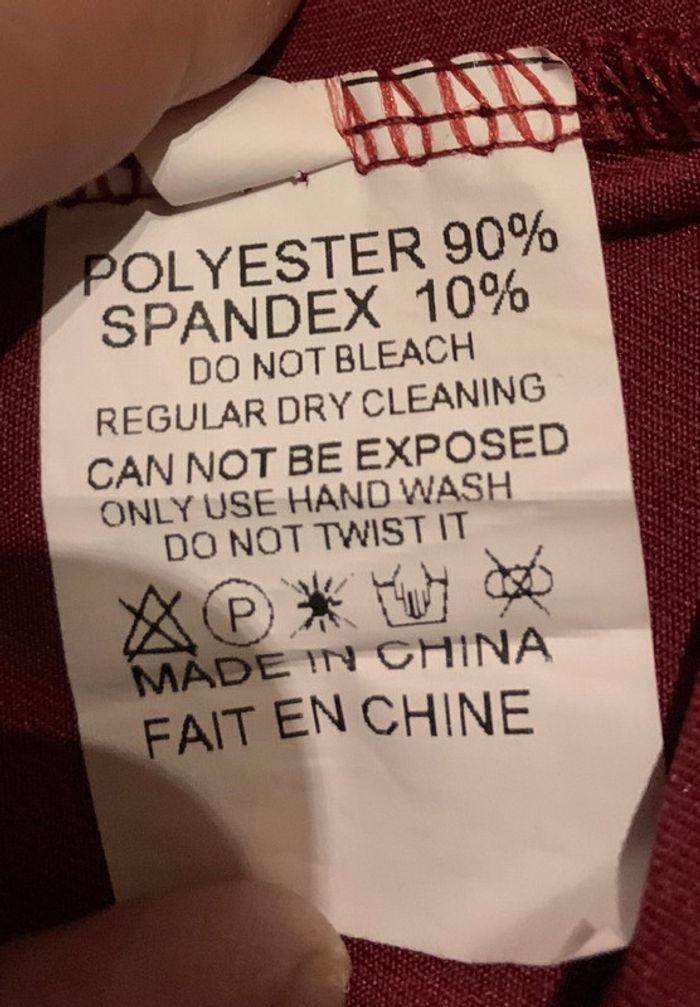 POLYESTER 90%
SPANDEX 10%
DO NOT BLEACH
REGULAR DRY CLEANING
CAN NOT BE EXPOSED
ONLY USE HAND WASH
DO NOT TWIST IT
P
MADE IN CHINA
FAIT EN CHINE